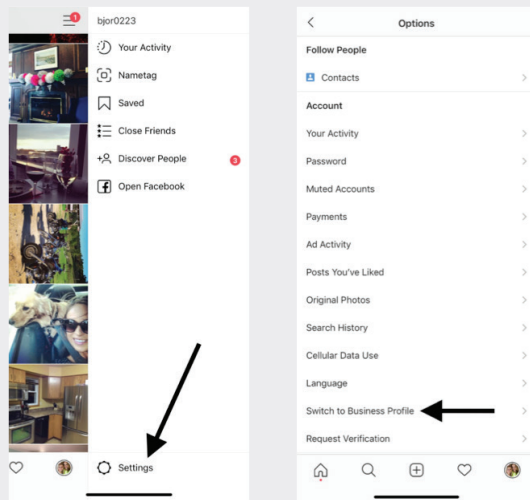 1
bjor0223
Your Activity
Nametag
Saved
Close Friends
Discover People
3
Open Facebook
Settings
Options
Follow People
Contacts
Account
Your Activity
Password
Muted Accounts
Payments
Ad Activity
Posts You've Liked
Original Photos
Search History
Cellular Data Use
Language
Switch to Business Profile
Request Verification